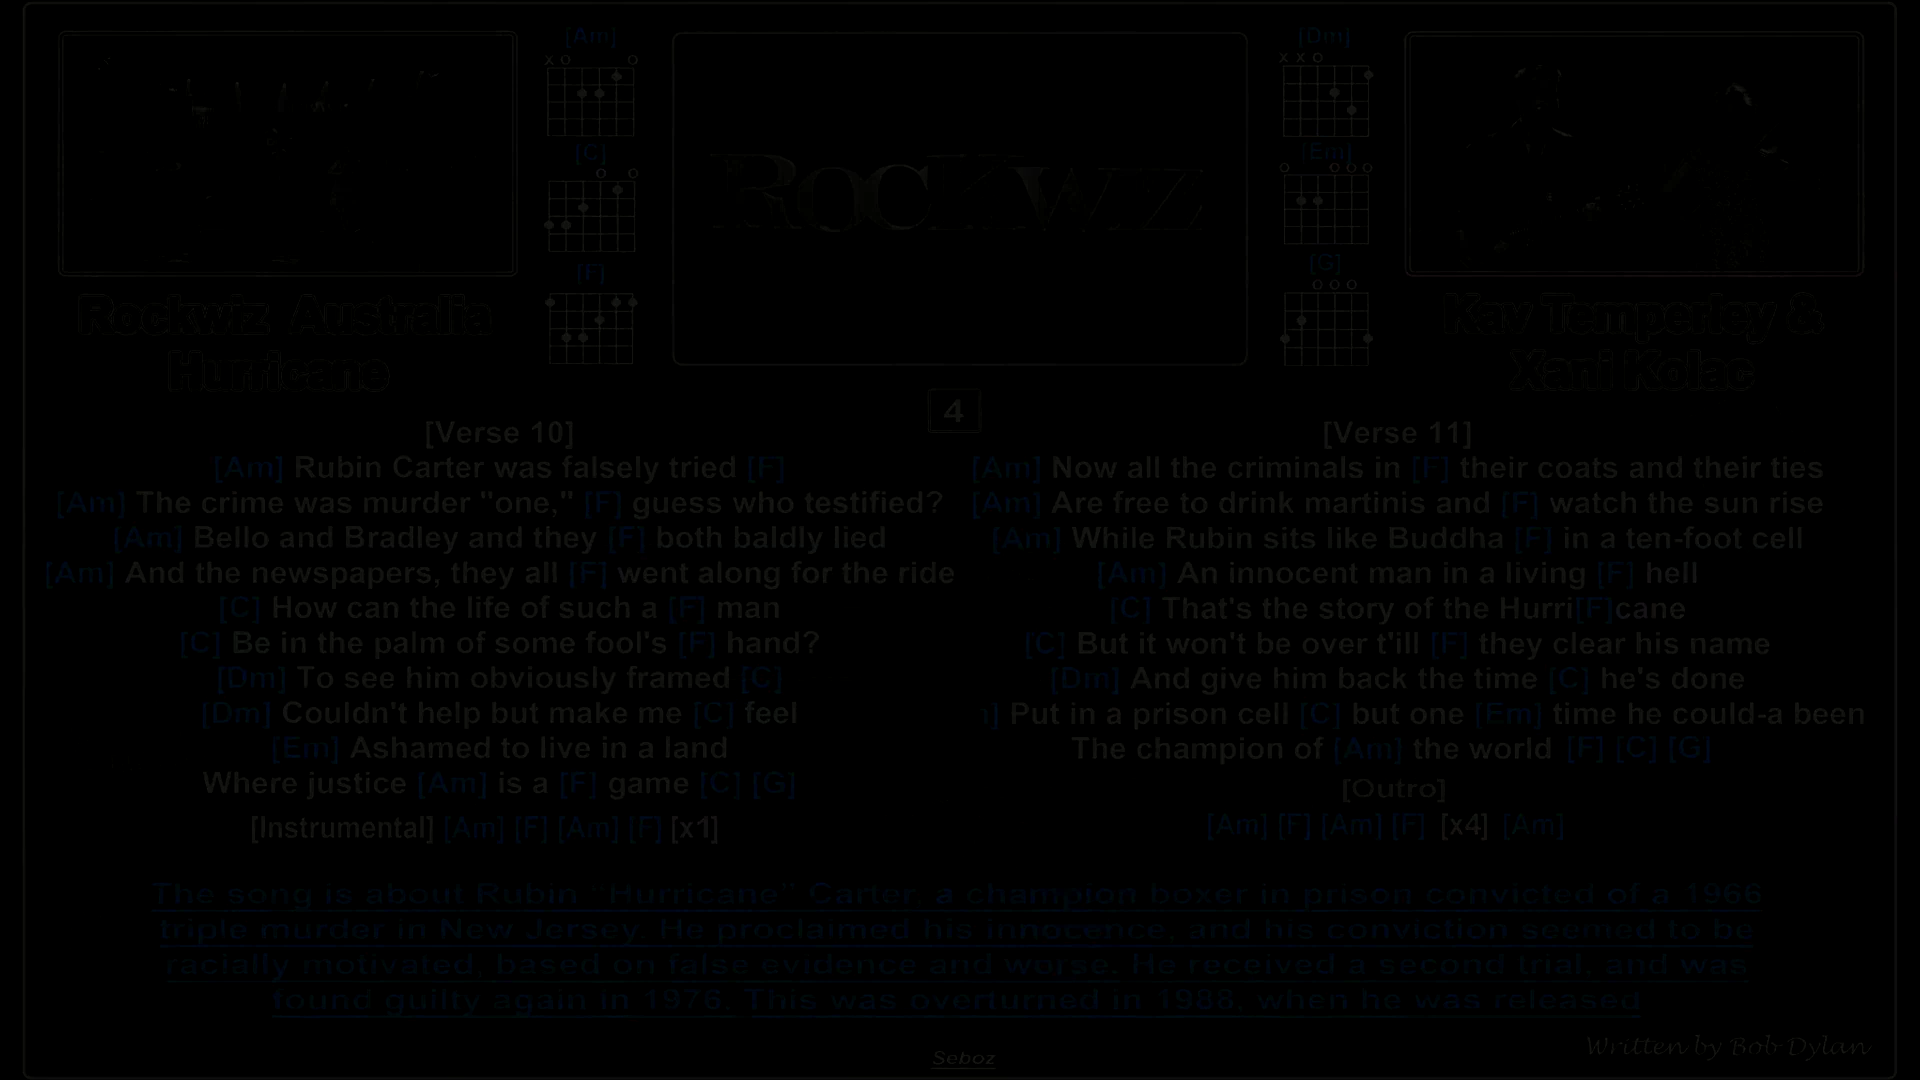 [Am]
[Dm]
x o o
x x o
[C]
[Em]
o o
o o o o
RocKwiz
[F]
[G]
o o o
Rockwiz Australia
Hurricane
Kav Temperley &
Xani Kolac
4
[Verse 10]
[Am] Rubin Carter was falsely tried [F]
[Am] The crime was murder "one," [F] guess who testified?
[Am] Bello and Bradley and they [F] both baldly lied
[Am] And the newspapers, they all [F] went along for the ride
[C] How can the life of such a [F] man
[C] Be in the palm of some fool's [F] hand?
[Dm] To see him obviously framed [C]
[Dm] Couldn't help but make me [C] feel
[Em] Ashamed to live in a land
Where justice [Am] is a [F] game [C] [G]
[Instrumental] [Am] [F] [Am] [F] [x1]
[Verse 11]
[Am] Now all the criminals in [F] their coats and their ties
[Am] Are free to drink martinis and [F] watch the sun rise
[Am] While Rubin sits like Buddha [F] in a ten-foot cell
[Am] An innocent man in a living [F] hell
[C] That's the story of the Hurri[F]cane
[C] But it won't be over t'ill [F] they clear his name
[Dm] And give him back the time [C] he's done
] Put in a prison cell [C] but one [Em] time he could-a been
The champion of [Am] the world [F] [C] [G]
[Outro]
[Am] [F] [Am] [F] [x4] [Am]
The song is about Rubin "Hurricane" Carter, a champion boxer in prison convicted of a 1966
triple murder in New Jersey. He proclaimed his innocence, and his conviction seemed to be
racially motivated, based on false evidence and worse. He received a second trial, and was
found guilty again in 1976. This was overturned in 1988, when he was released
Written by Bob Dylan
Seboz